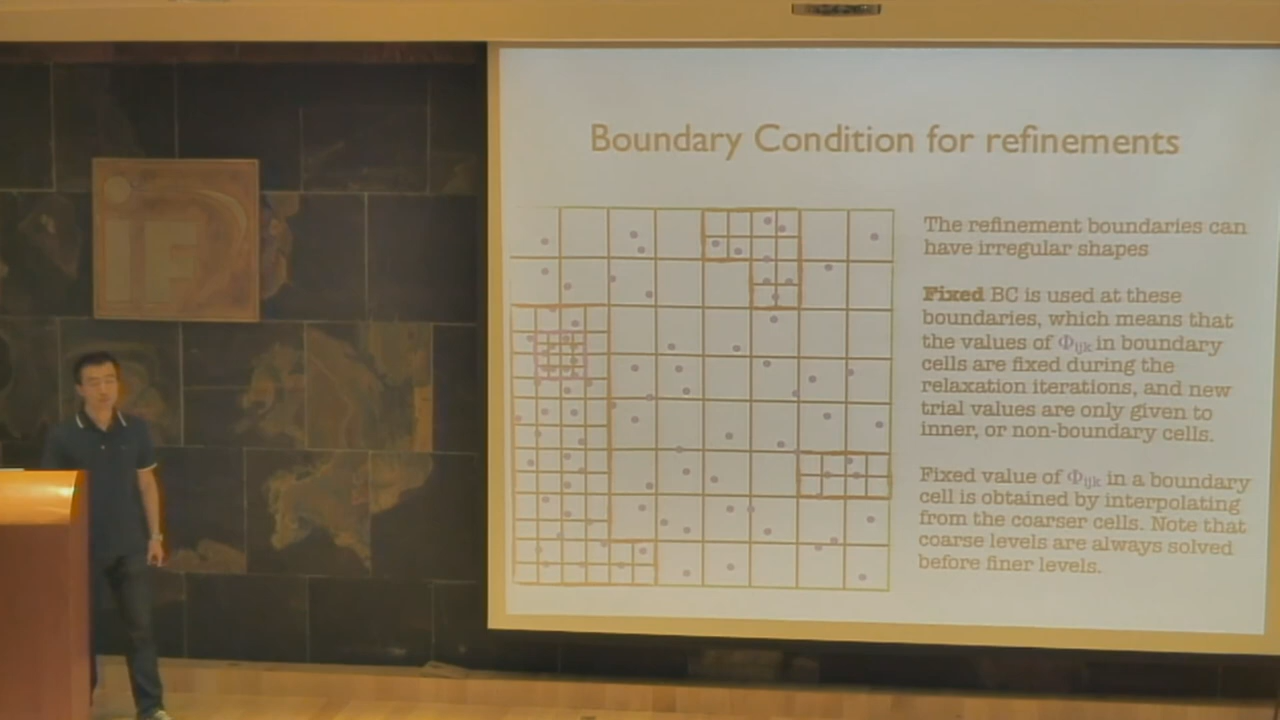 iF
Boundary Condition for refinements
The refinement boundaries can
have irregular shapes
Fixed BC is used at these
boundaries, which means that
the values of Φijk in boundary
cells are fixed during the
relaxation iterations, and new
trial values are only given to
inner, or non-boundary cells.
Fixed value of Φijk in a boundary
cell is obtained by interpolating
from the coarser cells. Note that
coarse levels are always solved
before finer levels.